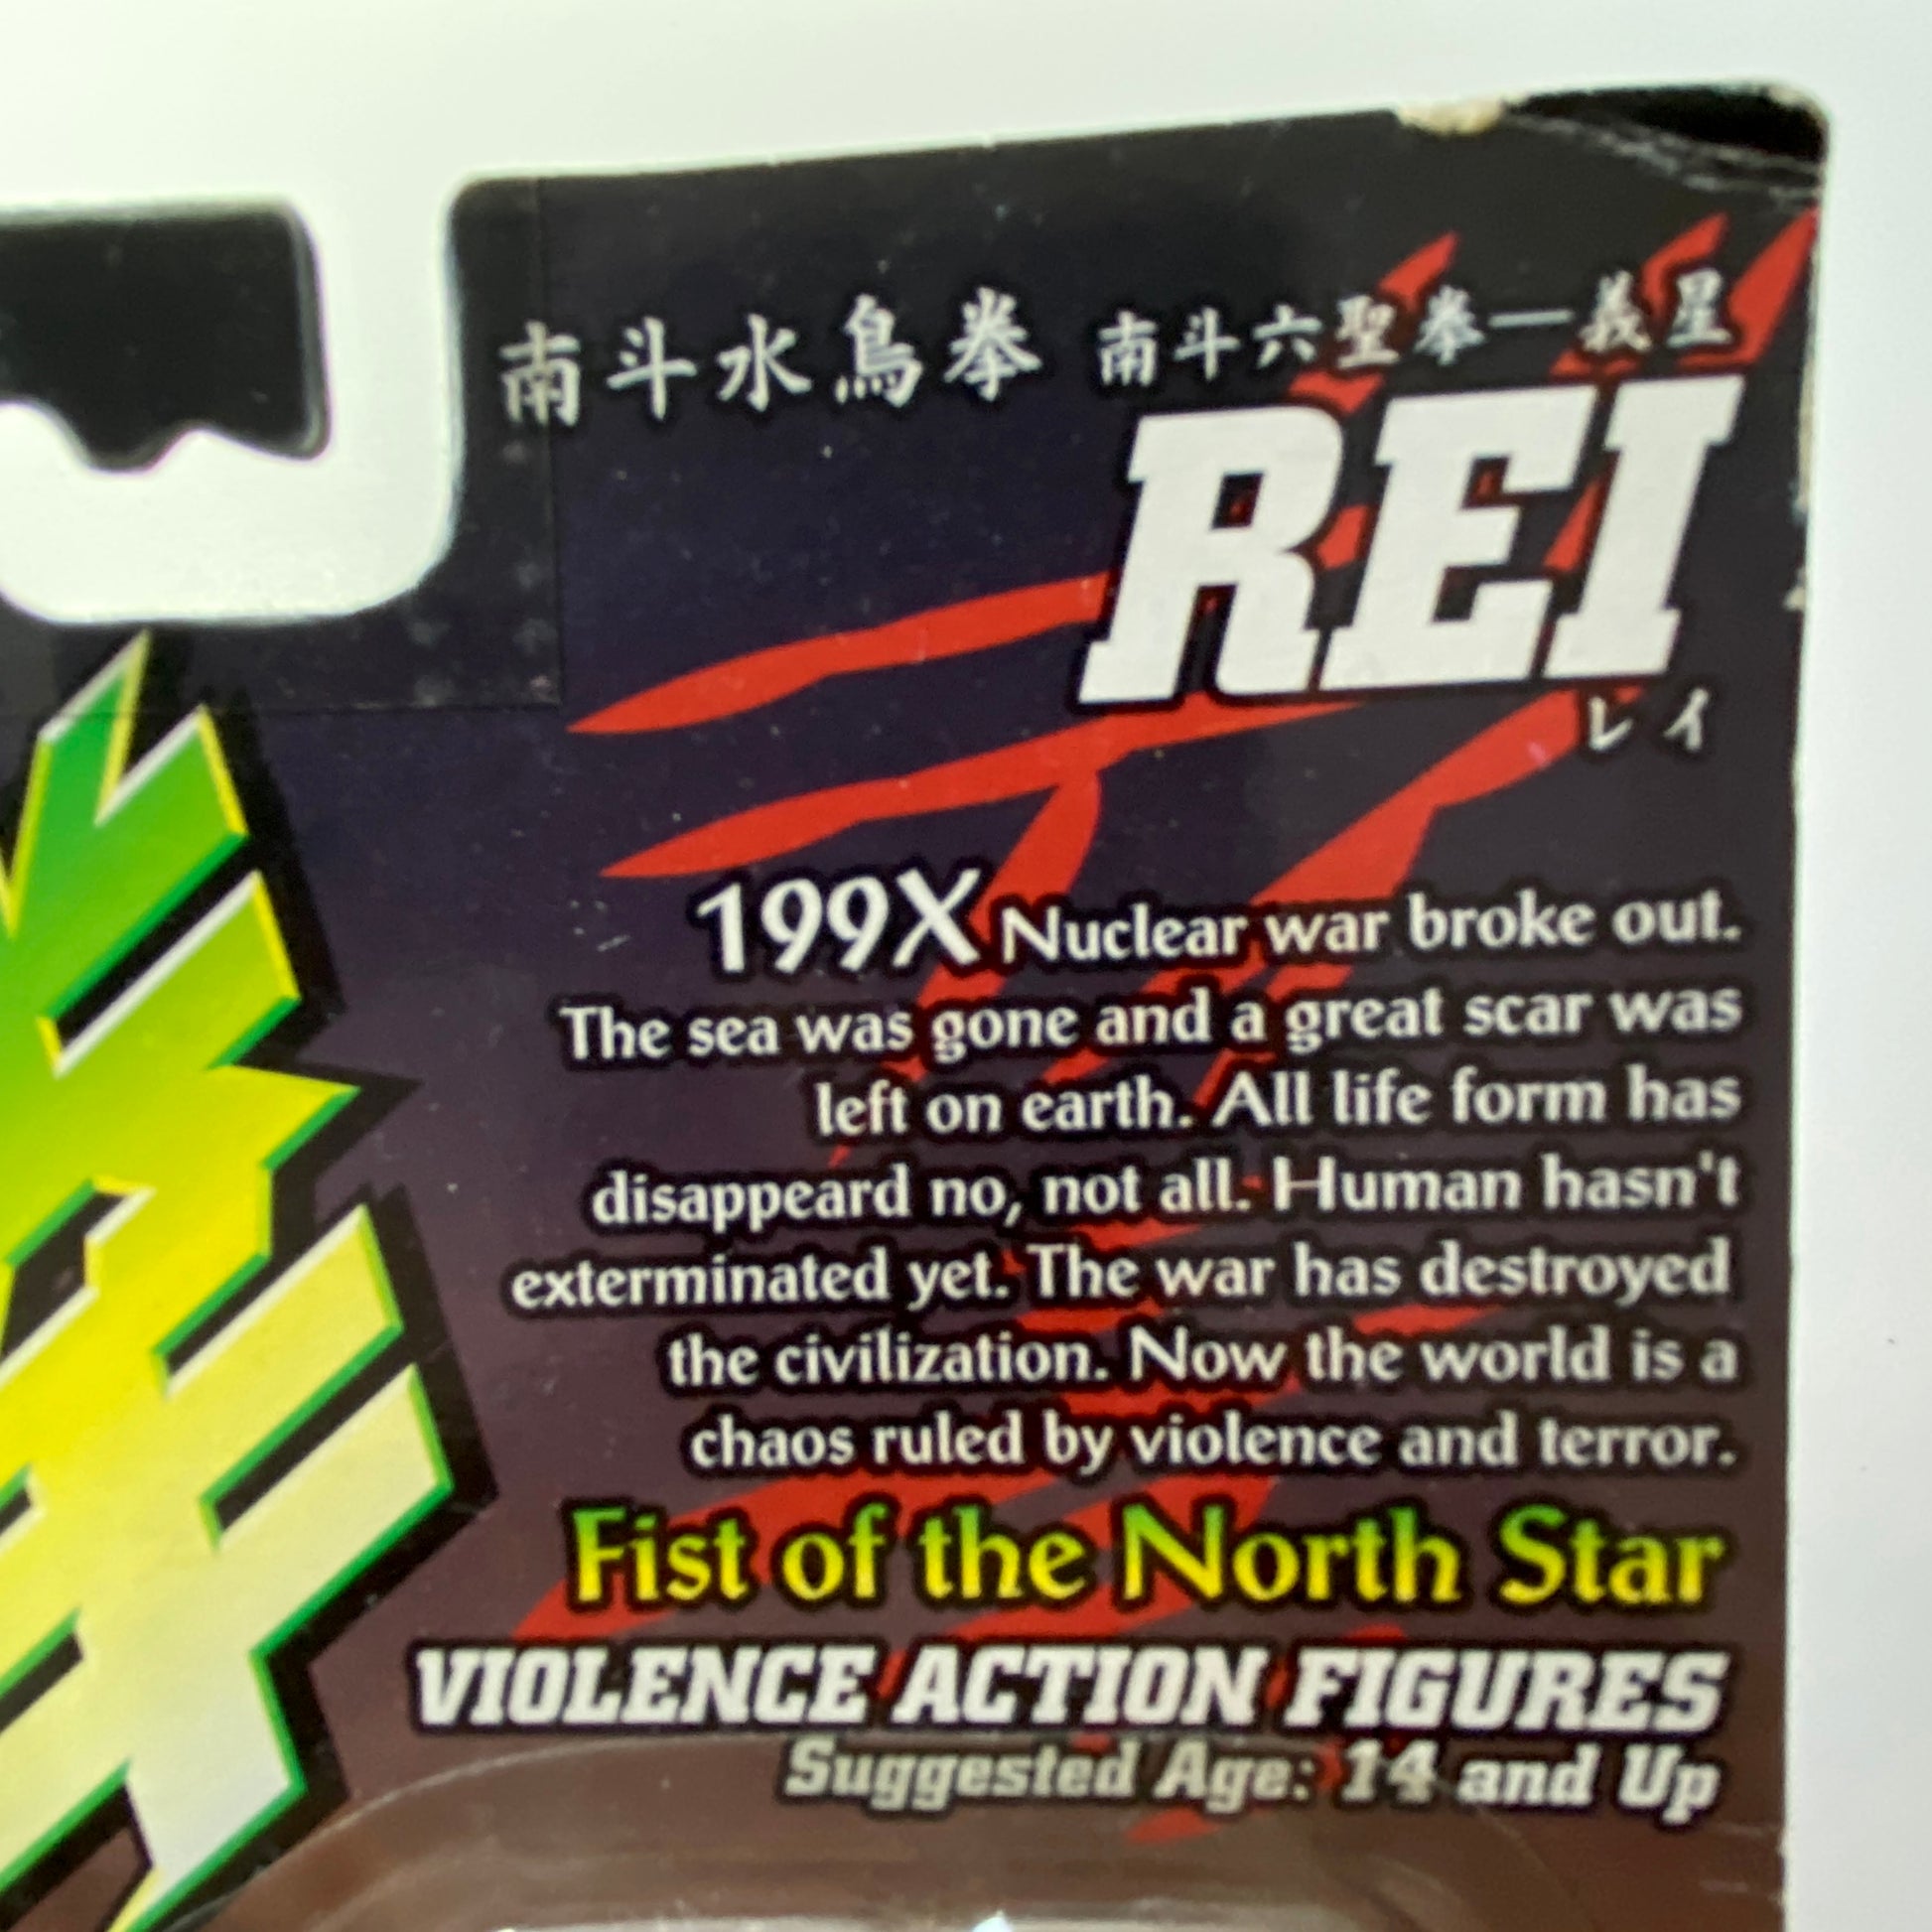 南斗水鳥拳 南斗六聖拳—義星
REI
レイ
199X Nuclear war broke out.
The sea was gone and a great scar was
left on earth. All life form has
disappeard no, not all. Human hasn't
exterminated yet. The war has destroyed
the civilization. Now the world is a
chaos ruled by violence and terror.
Fist of the North Star
VIOLENCE ACTION FIGURES
Suggested Age: 14 and Up